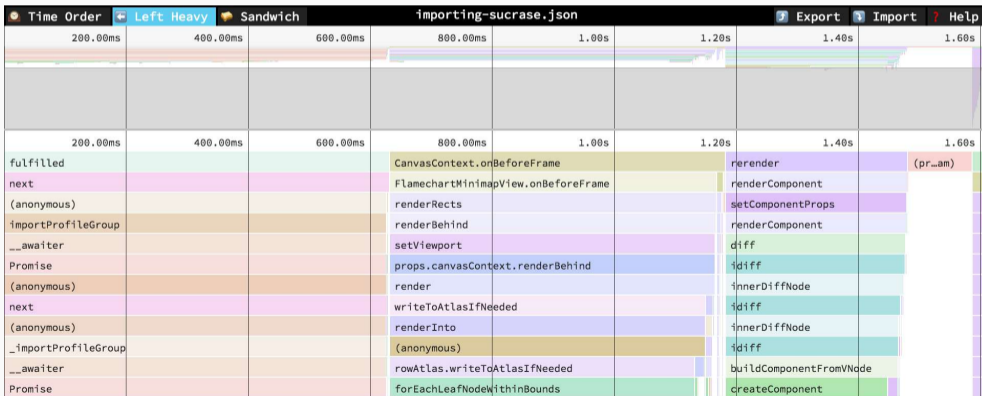 Time Order Left Heavy Sandwich importing-sucrase.json Export Import ? Help
200.00ms 400.00ms 600.00ms 800.00ms 1.00s 1.20s 1.40s 1.60s
200.00ms 400.00ms 600.00ms 800.00ms 1.00s 1.20s 1.40s 1.60s
fulfilled CanvasContext.onBeforeFrame rerender (pr…am)
next FlamechartMinimapView.onBeforeFrame renderComponent
(anonymous) renderRects setComponentProps
importProfileGroup renderBehind renderComponent
__awaiter setViewport diff
Promise props.canvasContext.renderBehind idiff
(anonymous) render innerDiffNode
next writeToAtlasIfNeeded idiff
(anonymous) renderInto innerDiffNode
_importProfileGroup (anonymous) idiff
__awaiter rowAtlas.writeToAtlasIfNeeded buildComponentFromVNode
Promise forEachLeafNodeWithinBounds createComponent